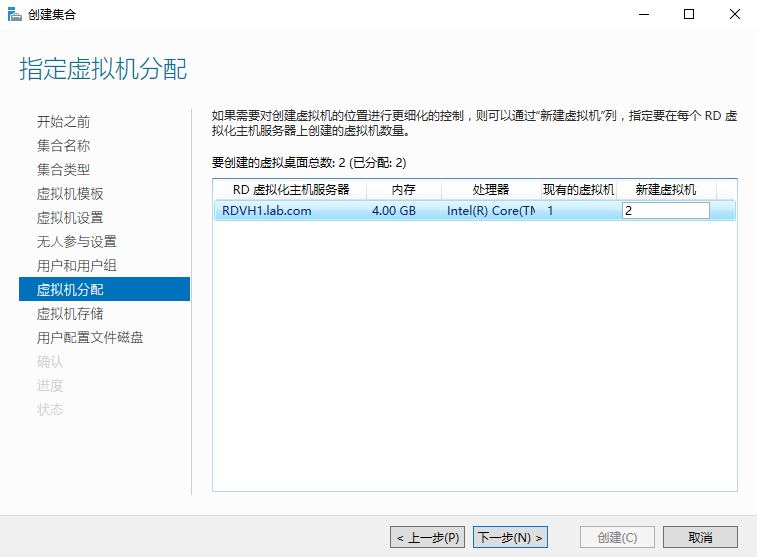 创建集合
指定虚拟机分配
开始之前
集合名称
集合类型
虚拟机模板
虚拟机设置
无人参与设置
用户和用户组
虚拟机分配
虚拟机存储
用户配置文件磁盘
确认
进度
状态
如果需要对创建虚拟机的位置进行更细化的控制，则可以通过“新建虚拟机”列，指定要在每个 RD 虚
拟化主机服务器上创建的虚拟机数量。
要创建的虚拟桌面总数: 2 (已分配: 2)
RD 虚拟化主机服务器 内存 处理器 现有的虚拟机 新建虚拟机
RDVH1.lab.com 4.00 GB Intel(R) Core(TM 1 2
< 上一步(P) 下一步(N) > 创建(C) 取消